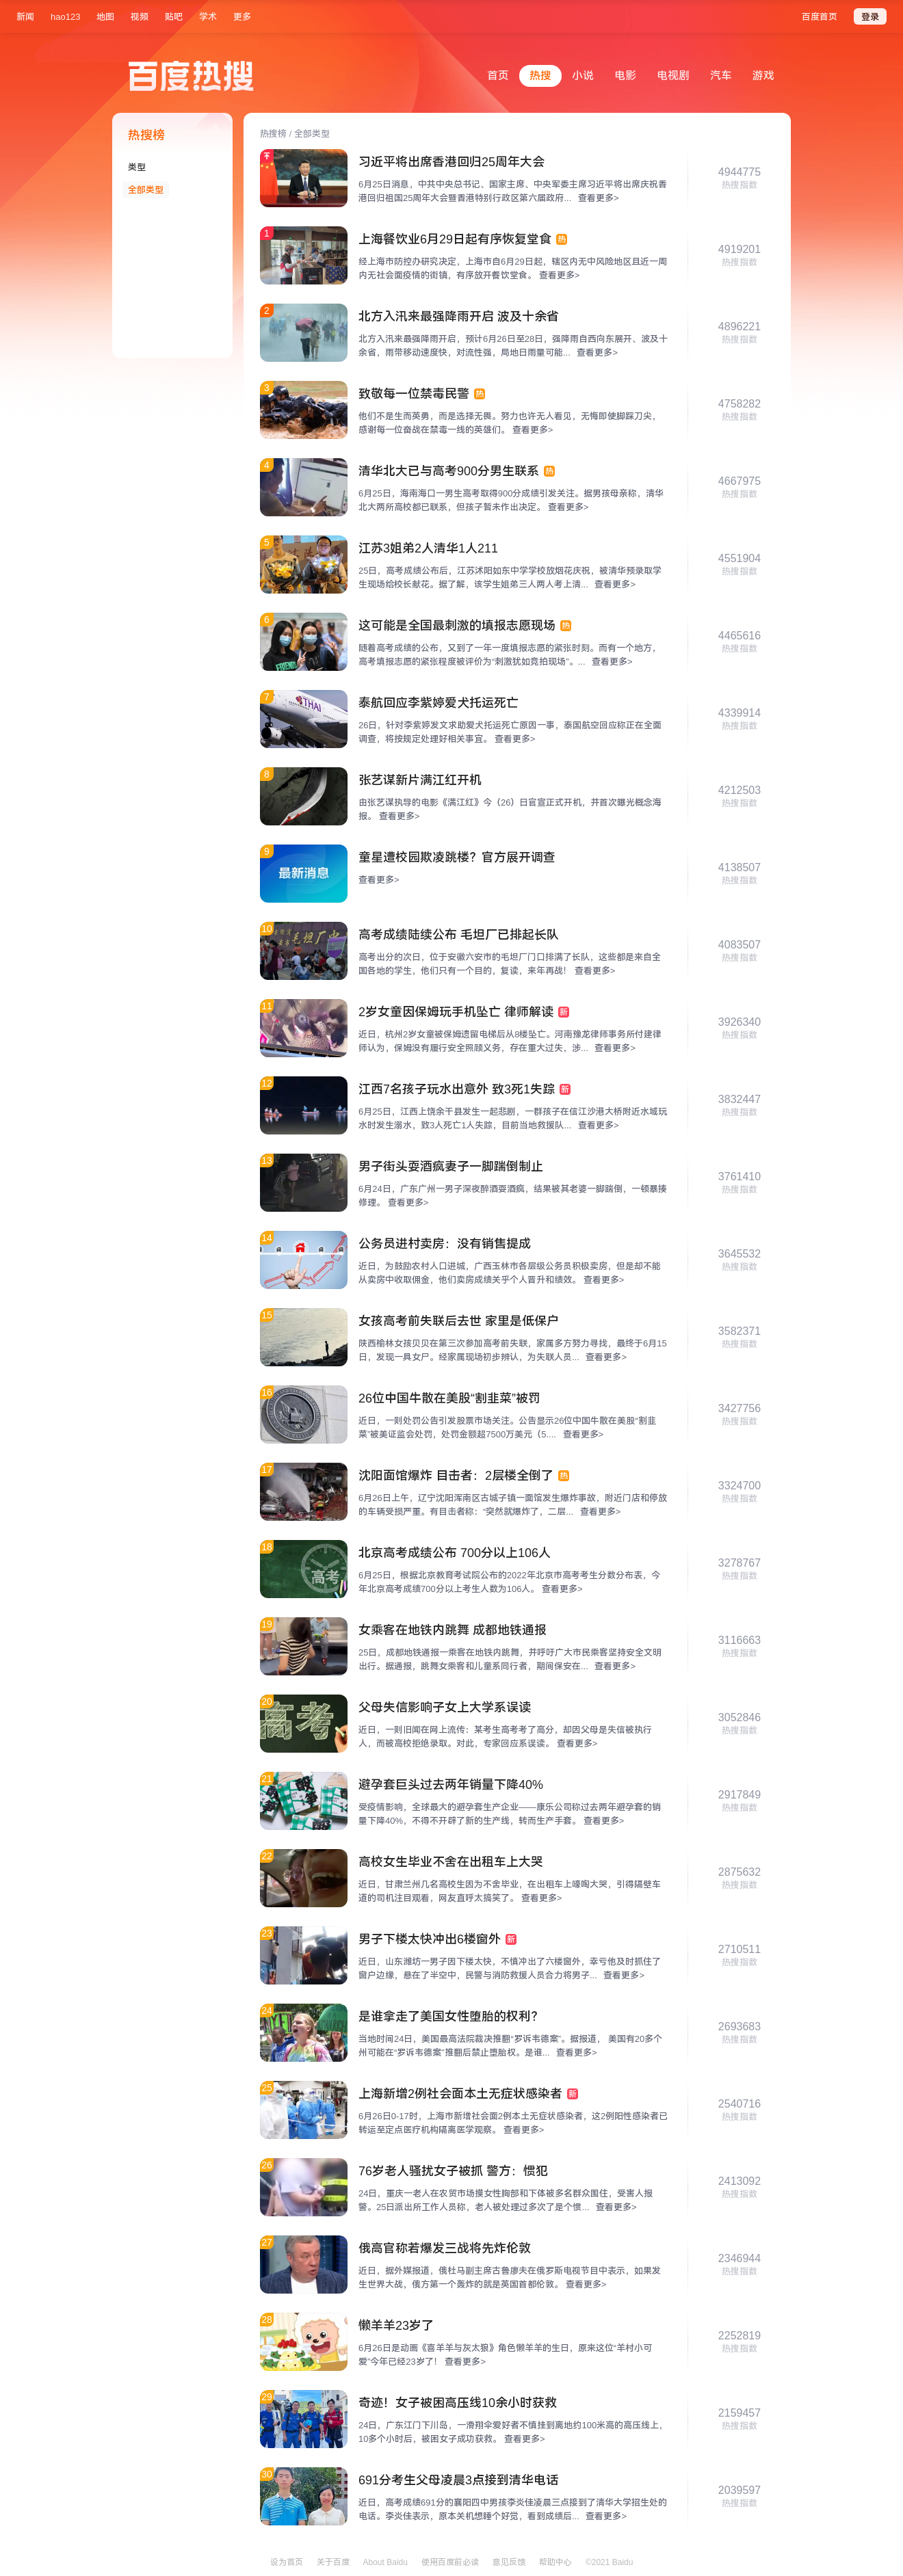 新闻 hao123 地图 视频 贴吧 学术 更多 百度首页 登录
百度热搜
首页 热搜 小说 电影 电视剧 汽车 游戏
热搜榜
类型
全部类型
热搜榜 / 全部类型
习近平将出席香港回归25周年大会
6月25日消息，中共中央总书记、国家主席、中央军委主席习近平将出席庆祝香
港回归祖国25周年大会暨香港特别行政区第六届政府... 查看更多>
4944775
热搜指数
1
上海餐饮业6月29日起有序恢复堂食 热
经上海市防控办研究决定，上海市自6月29日起，辖区内无中风险地区且近一周
内无社会面疫情的街镇，有序放开餐饮堂食。 查看更多>
4919201
热搜指数
2
北方入汛来最强降雨开启 波及十余省
北方入汛来最强降雨开启，预计6月26日至28日，强降雨自西向东展开、波及十
余省，雨带移动速度快，对流性强，局地日雨量可能... 查看更多>
4896221
热搜指数
3
致敬每一位禁毒民警 热
他们不是生而英勇，而是选择无畏。努力也许无人看见，无悔即使脚踩刀尖，
感谢每一位奋战在禁毒一线的英雄们。 查看更多>
4758282
热搜指数
4
清华北大已与高考900分男生联系 热
6月25日，海南海口一男生高考取得900分成绩引发关注。据男孩母亲称，清华
北大两所高校都已联系，但孩子暂未作出决定。 查看更多>
4667975
热搜指数
5
江苏3姐弟2人清华1人211
25日，高考成绩公布后，江苏沭阳如东中学学校放烟花庆祝，被清华预录取学
生现场给校长献花。据了解，该学生姐弟三人两人考上清... 查看更多>
4551904
热搜指数
6
这可能是全国最刺激的填报志愿现场 热
随着高考成绩的公布，又到了一年一度填报志愿的紧张时刻。而有一个地方，
高考填报志愿的紧张程度被评价为“刺激犹如竞拍现场”。... 查看更多>
4465616
热搜指数
7
THAI
泰航回应李紫婷爱犬托运死亡
26日，针对李紫婷发文求助爱犬托运死亡原因一事，泰国航空回应称正在全面
调查，将按规定处理好相关事宜。 查看更多>
4339914
热搜指数
8
张艺谋新片满江红开机
由张艺谋执导的电影《满江红》今（26）日官宣正式开机，并首次曝光概念海
报。 查看更多>
4212503
热搜指数
9
最新消息
童星遭校园欺凌跳楼？官方展开调查
查看更多>
4138507
热搜指数
10
高考成绩陆续公布 毛坦厂已排起长队
高考出分的次日，位于安徽六安市的毛坦厂门口排满了长队，这些都是来自全
国各地的学生，他们只有一个目的，复读，来年再战！ 查看更多>
4083507
热搜指数
11
2岁女童因保姆玩手机坠亡 律师解读 新
近日，杭州2岁女童被保姆遗留电梯后从8楼坠亡。河南豫龙律师事务所付建律
师认为，保姆没有履行安全照顾义务，存在重大过失，涉... 查看更多>
3926340
热搜指数
12
江西7名孩子玩水出意外 致3死1失踪 新
6月25日，江西上饶余干县发生一起悲剧，一群孩子在信江沙港大桥附近水域玩
水时发生溺水，致3人死亡1人失踪，目前当地救援队... 查看更多>
3832447
热搜指数
13
男子街头耍酒疯妻子一脚踹倒制止
6月24日，广东广州一男子深夜醉酒耍酒疯，结果被其老婆一脚踹倒，一顿暴揍
修理。 查看更多>
3761410
热搜指数
14
公务员进村卖房：没有销售提成
近日，为鼓励农村人口进城，广西玉林市各层级公务员积极卖房，但是却不能
从卖房中收取佣金，他们卖房成绩关乎个人晋升和绩效。 查看更多>
3645532
热搜指数
15
女孩高考前失联后去世 家里是低保户
陕西榆林女孩贝贝在第三次参加高考前失联，家属多方努力寻找，最终于6月15
日，发现一具女尸。经家属现场初步辨认，为失联人员... 查看更多>
3582371
热搜指数
16
26位中国牛散在美股“割韭菜”被罚
近日，一则处罚公告引发股票市场关注。公告显示26位中国牛散在美股“割韭
菜”被美证监会处罚，处罚金额超7500万美元（5.... 查看更多>
3427756
热搜指数
17
沈阳面馆爆炸 目击者：2层楼全倒了 热
6月26日上午，辽宁沈阳浑南区古城子镇一面馆发生爆炸事故，附近门店和停放
的车辆受损严重。有目击者称：“突然就爆炸了，二层... 查看更多>
3324700
热搜指数
18
高考
北京高考成绩公布 700分以上106人
6月25日，根据北京教育考试院公布的2022年北京市高考考生分数分布表，今
年北京高考成绩700分以上考生人数为106人。 查看更多>
3278767
热搜指数
19
女乘客在地铁内跳舞 成都地铁通报
25日，成都地铁通报一乘客在地铁内跳舞，并呼吁广大市民乘客坚持安全文明
出行。据通报，跳舞女乘客和儿童系同行者，期间保安在... 查看更多>
3116663
热搜指数
20
高考
父母失信影响子女上大学系误读
近日，一则旧闻在网上流传：某考生高考考了高分，却因父母是失信被执行
人，而被高校拒绝录取。对此，专家回应系误读。 查看更多>
3052846
热搜指数
21
避孕套巨头过去两年销量下降40%
受疫情影响，全球最大的避孕套生产企业——康乐公司称过去两年避孕套的销
量下降40%，不得不开辟了新的生产线，转而生产手套。 查看更多>
2917849
热搜指数
22
高校女生毕业不舍在出租车上大哭
近日，甘肃兰州几名高校生因为不舍毕业，在出租车上嚎啕大哭，引得隔壁车
道的司机注目观看，网友直呼太搞笑了。 查看更多>
2875632
热搜指数
23
男子下楼太快冲出6楼窗外 新
近日，山东潍坊一男子因下楼太快，不慎冲出了六楼窗外，幸亏他及时抓住了
窗户边缘，悬在了半空中，民警与消防救援人员合力将男子... 查看更多>
2710511
热搜指数
24
是谁拿走了美国女性堕胎的权利？
当地时间24日，美国最高法院裁决推翻“罗诉韦德案”。据报道， 美国有20多个
州可能在“罗诉韦德案”推翻后禁止堕胎权。是谁... 查看更多>
2693683
热搜指数
25
上海新增2例社会面本土无症状感染者 新
6月26日0-17时，上海市新增社会面2例本土无症状感染者，这2例阳性感染者已
转运至定点医疗机构隔离医学观察。 查看更多>
2540716
热搜指数
26
76岁老人骚扰女子被抓 警方：惯犯
24日，重庆一老人在农贸市场摸女性胸部和下体被多名群众围住，受害人报
警。25日派出所工作人员称，老人被处理过多次了是个惯... 查看更多>
2413092
热搜指数
27
俄高官称若爆发三战将先炸伦敦
近日，据外媒报道，俄杜马副主席古鲁廖夫在俄罗斯电视节目中表示，如果发
生世界大战，俄方第一个轰炸的就是英国首都伦敦。 查看更多>
2346944
热搜指数
28
懒羊羊23岁了
6月26日是动画《喜羊羊与灰太狼》角色懒羊羊的生日，原来这位“羊村小可
爱”今年已经23岁了！ 查看更多>
2252819
热搜指数
29
奇迹！女子被困高压线10余小时获救
24日，广东江门下川岛，一滑翔伞爱好者不慎挂到离地约100米高的高压线上，
10多个小时后，被困女子成功获救。 查看更多>
2159457
热搜指数
30
691分考生父母凌晨3点接到清华电话
近日，高考成绩691分的襄阳四中男孩李炎佳凌晨三点接到了清华大学招生处的
电话。李炎佳表示，原本关机想睡个好觉，看到成绩后... 查看更多>
2039597
热搜指数
设为首页 关于百度 About Baidu 使用百度前必读 意见反馈 帮助中心 ©2021 Baidu